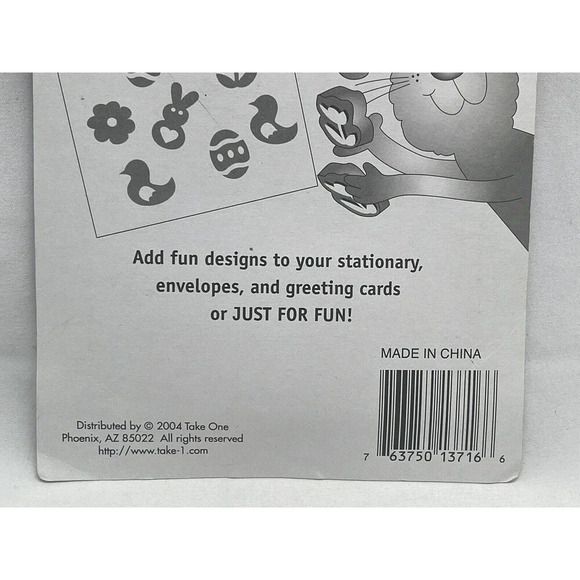 Add fun designs to your stationary,
envelopes, and greeting cards
or JUST FOR FUN!
MADE IN CHINA
Distributed by © 2004 Take One
Phoenix, AZ 85022 All rights reserved
http://www.take-1.com
7 63750 13716 6